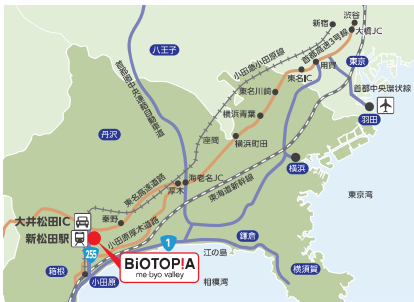 渋谷
新宿
大橋JC
首都高速3号線
小田急小田原線
八王子
用賀
東京
東名IC
首都中央環状線
首都圏中央連絡自動車道
東名川崎
羽田
丹沢
横浜青葉
座間
横浜町田
横浜
海老名JC
厚木
東海道新幹線
東名高速道路
東京湾
秦野
大井松田IC
新松田駅
小田原厚木道路
1
鎌倉
255
江の島
BiOTOP!A
me-byo valley
箱根
小田原
相模湾
横須賀